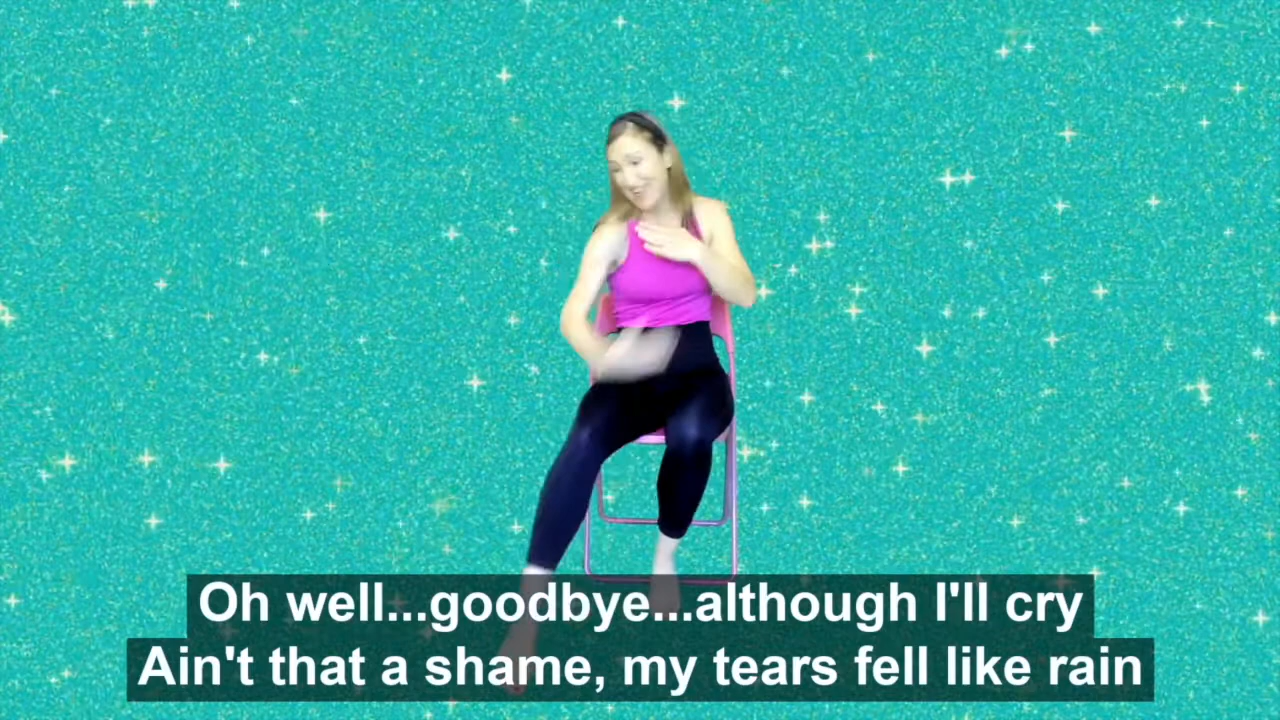 Oh well...goodbye...although I'll cry
Ain't that a shame, my tears fell like rain